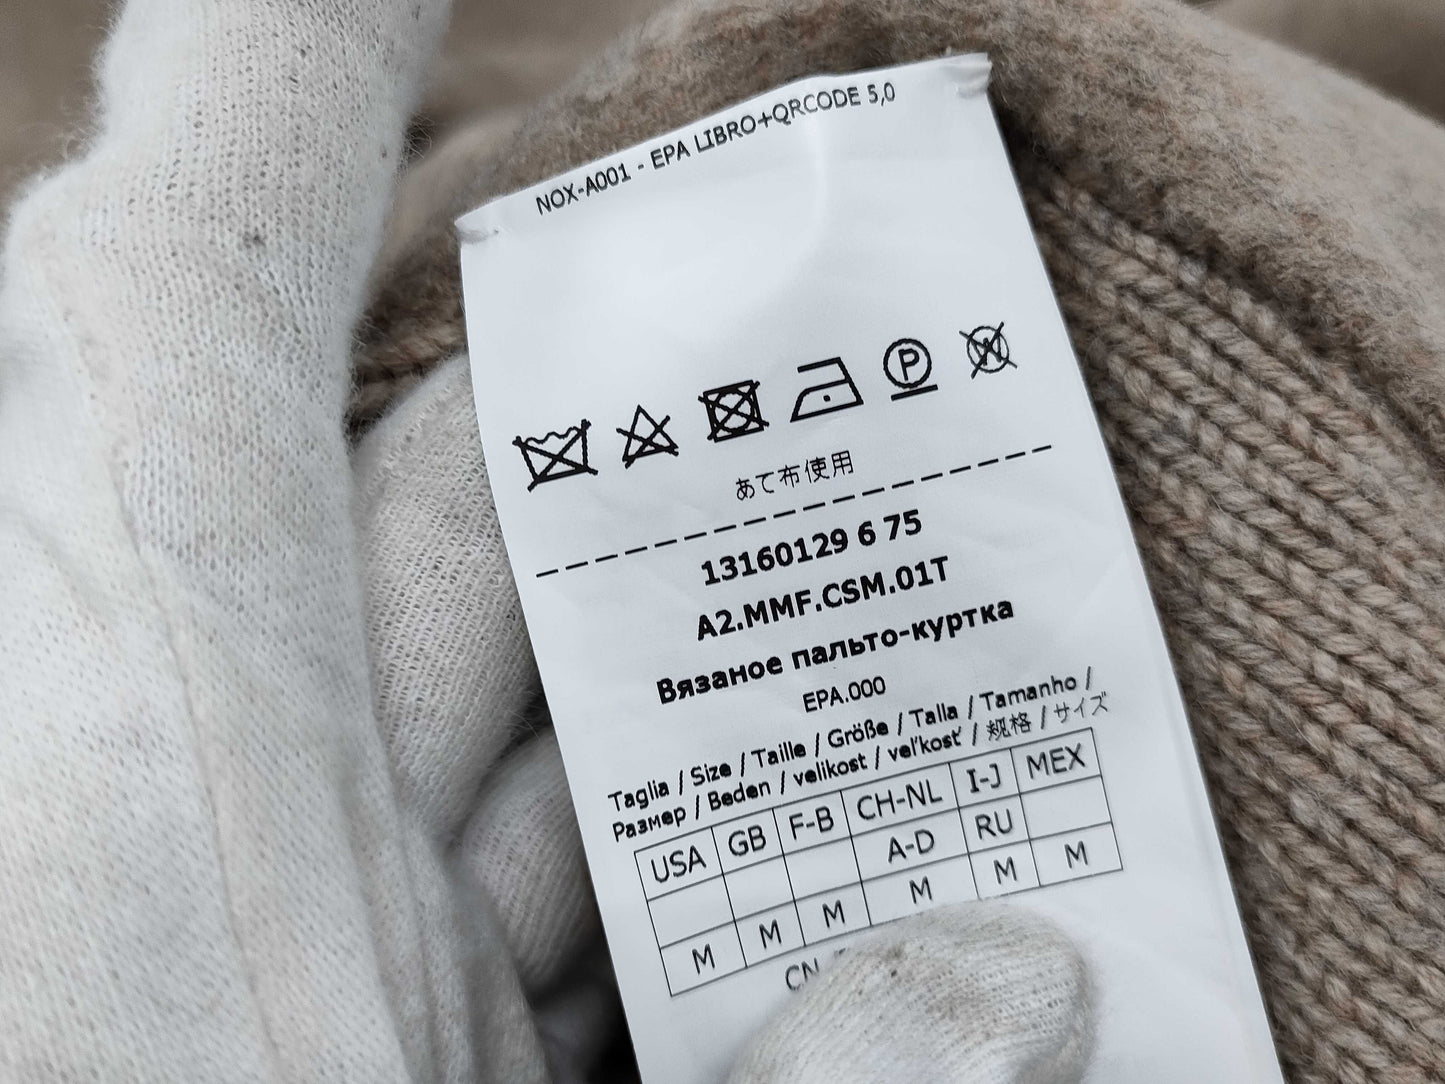 NOX-A001 - EPA LIBRO+QRCODE 5,0
P
W
あて布使用
13160129 6 75
A2.MMF.CSM.01T
Вязаное пальто-куртка
EPA.000
Taglia / Size / Taille / Größe / Talla / Tamanho /
Размер / Beden / velikost / veľkosť / 规格 / サイズ
USA GB F-B CH-NL I-J MEX
A-D RU
M M M M M M
CN